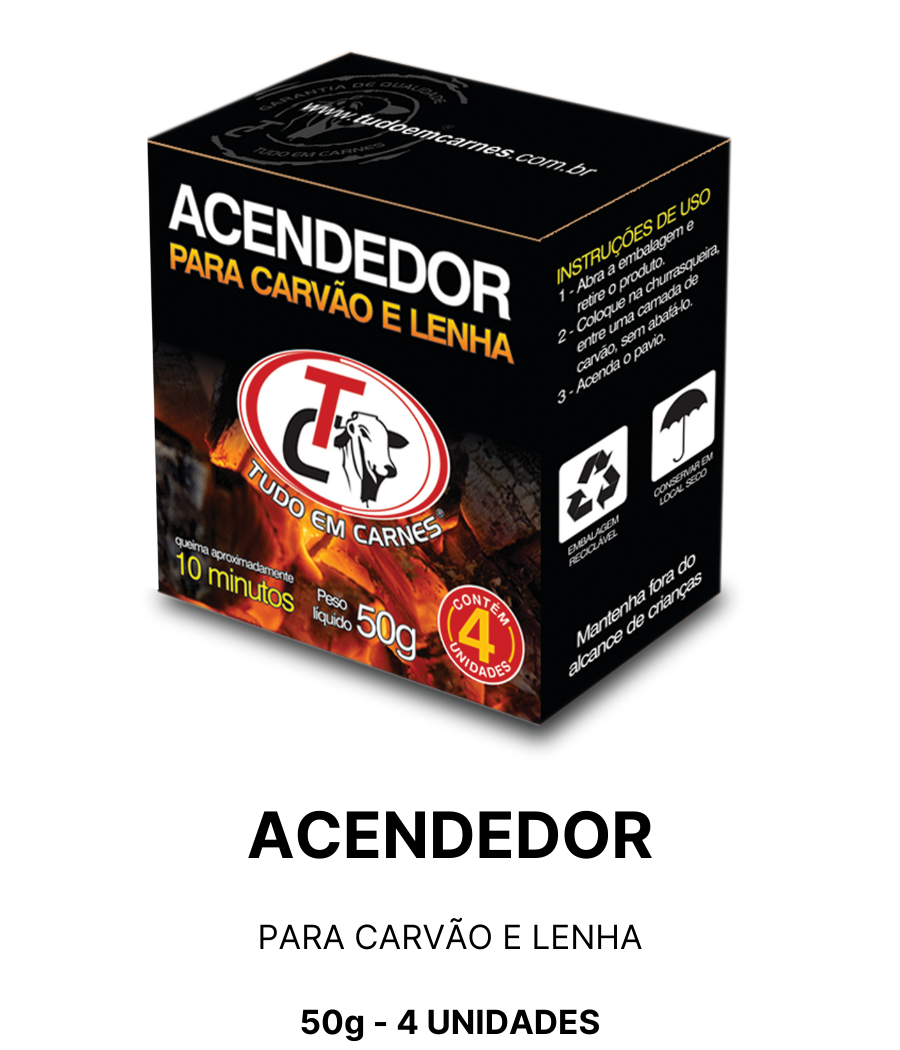 GARANTIA DE QUALIDADE
www.tudoemcarnes.com.br
TUDO EM CARNES
ACENDEDOR
PARA CARVÃO E LENHA
TC
TUDO EM CARNES®
queima aproximadamente
10 minutos
Peso
líquido 50g
CONTÉM
4
UNIDADES
INSTRUÇÕES DE USO
1 - Abra a embalagem e
retire o produto.
2 - Coloque na churrasqueira,
entre uma camada de
carvão, sem abafá-lo.
3 - Acenda o pavio.
EMBALAGEM
RECICLÁVEL
CONSERVAR EM
LOCAL SECO
Mantenha fora do
alcance de crianças
ACENDEDOR
PARA CARVÃO E LENHA
50g - 4 UNIDADES